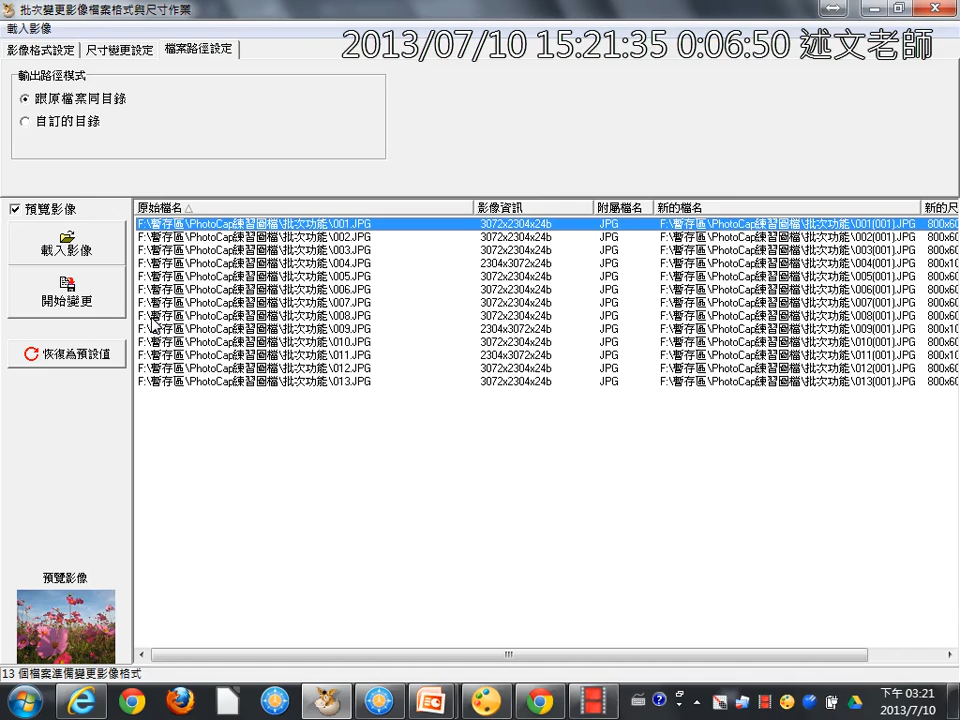 批次變更影像檔案格式與尺寸作業
載入影像
影像格式設定 尺寸變更設定 檔案路徑設定
2013/07/10 15:21:35 0:06:50 述文老師
輸出路徑模式
跟原檔案同目錄
自訂的目錄
預覽影像
載入影像
開始變更
恢復為預設值
原始檔名 影像資訊 附屬檔名 新的檔名 新的尺
F:\暫存區\PhotoCap練習圖檔\批次功能\001.JPG 3072x2304x24b JPG F:\暫存區\PhotoCap練習圖檔\批次功能\001(001).JPG 800x60
F:\暫存區\PhotoCap練習圖檔\批次功能\002.JPG 3072x2304x24b JPG F:\暫存區\PhotoCap練習圖檔\批次功能\002(001).JPG 800x60
F:\暫存區\PhotoCap練習圖檔\批次功能\003.JPG 3072x2304x24b JPG F:\暫存區\PhotoCap練習圖檔\批次功能\003(001).JPG 800x60
F:\暫存區\PhotoCap練習圖檔\批次功能\004.JPG 2304x3072x24b JPG F:\暫存區\PhotoCap練習圖檔\批次功能\004(001).JPG 800x10
F:\暫存區\PhotoCap練習圖檔\批次功能\005.JPG 3072x2304x24b JPG F:\暫存區\PhotoCap練習圖檔\批次功能\005(001).JPG 800x60
F:\暫存區\PhotoCap練習圖檔\批次功能\006.JPG 3072x2304x24b JPG F:\暫存區\PhotoCap練習圖檔\批次功能\006(001).JPG 800x60
F:\暫存區\PhotoCap練習圖檔\批次功能\007.JPG 3072x2304x24b JPG F:\暫存區\PhotoCap練習圖檔\批次功能\007(001).JPG 800x60
F:\暫存區\PhotoCap練習圖檔\批次功能\008.JPG 3072x2304x24b JPG F:\暫存區\PhotoCap練習圖檔\批次功能\008(001).JPG 800x60
F:\暫存區\PhotoCap練習圖檔\批次功能\009.JPG 2304x3072x24b JPG F:\暫存區\PhotoCap練習圖檔\批次功能\009(001).JPG 800x10
F:\暫存區\PhotoCap練習圖檔\批次功能\010.JPG 3072x2304x24b JPG F:\暫存區\PhotoCap練習圖檔\批次功能\010(001).JPG 800x60
F:\暫存區\PhotoCap練習圖檔\批次功能\011.JPG 2304x3072x24b JPG F:\暫存區\PhotoCap練習圖檔\批次功能\011(001).JPG 800x10
F:\暫存區\PhotoCap練習圖檔\批次功能\012.JPG 3072x2304x24b JPG F:\暫存區\PhotoCap練習圖檔\批次功能\012(001).JPG 800x60
F:\暫存區\PhotoCap練習圖檔\批次功能\013.JPG 3072x2304x24b JPG F:\暫存區\PhotoCap練習圖檔\批次功能\013(001).JPG 800x60
預覽影像
13 個檔案準備變更影像格式
下午 03:21
2013/7/10